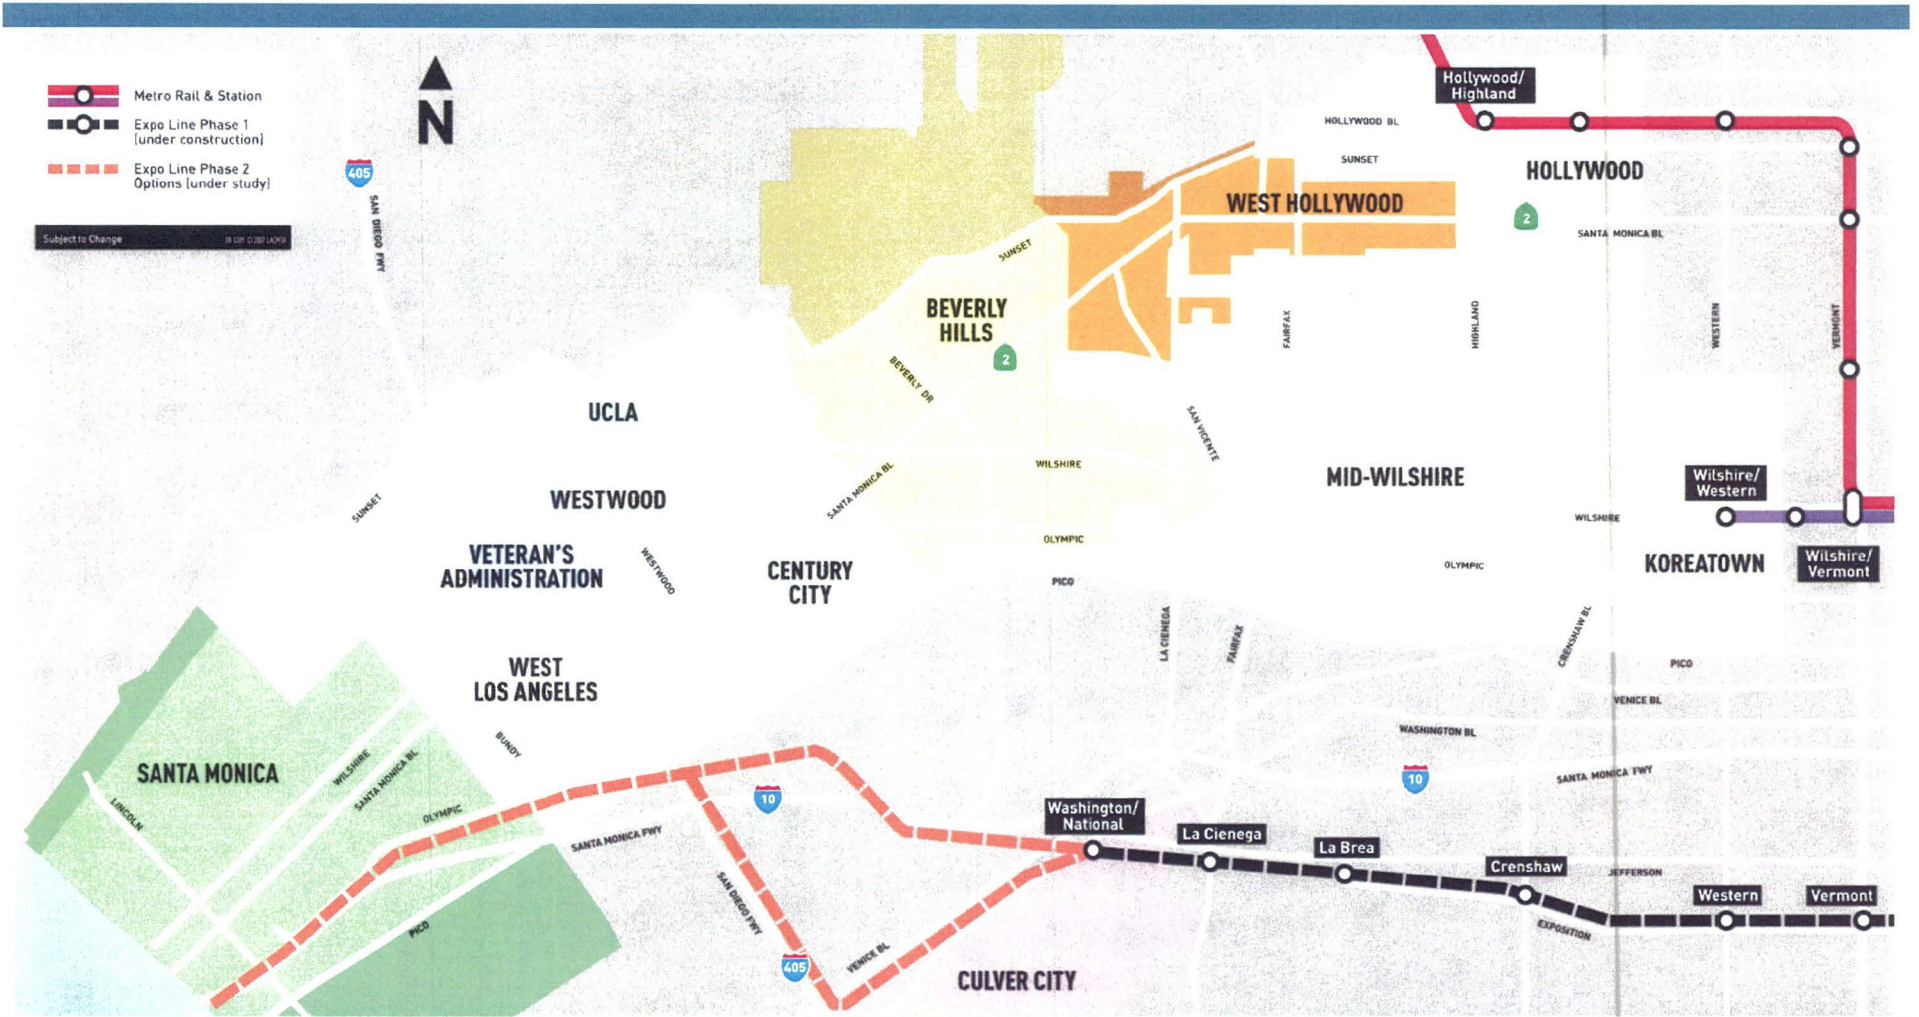 Metro Rail & Station
Expo Line Phase 1
(under construction)
Expo Line Phase 2
Options (under study)
Subject to Change
N
405
SAN DIEGO FWY
Hollywood/
Highland
HOLLYWOOD BL
SUNSET
HOLLYWOOD
WEST HOLLYWOOD
2
SANTA MONICA BL
SUNSET
BEVERLY
HILLS
2
BEVERLY DR
FAIRFAX
HIGHLAND
WESTERN
VERMONT
UCLA
SAN VICENTE
WILSHIRE
SANTA MONICA BL
MID-WILSHIRE
Wilshire/
Western
WESTWOOD
SUNSET
WILSHIRE
OLYMPIC
VETERAN'S
ADMINISTRATION
WESTWOOD
CENTURY
CITY
PICO
OLYMPIC
KOREATOWN
Wilshire/
Vermont
LA CIENEGA
FAIRFAX
CRENSHAW BL
PICO
WEST
LOS ANGELES
VENICE BL
BUNDY
WASHINGTON BL
SANTA MONICA
WILSHIRE
SANTA MONICA BL
10
SANTA MONICA FWY
10
LINCOLN
OLYMPIC
SANTA MONICA FWY
Washington/
National
La Cienega
La Brea
Crenshaw
JEFFERSON
Western
Vermont
SAN DIEGO FWY
PICO
EXPOSITION
VENICE BL
405
CULVER CITY